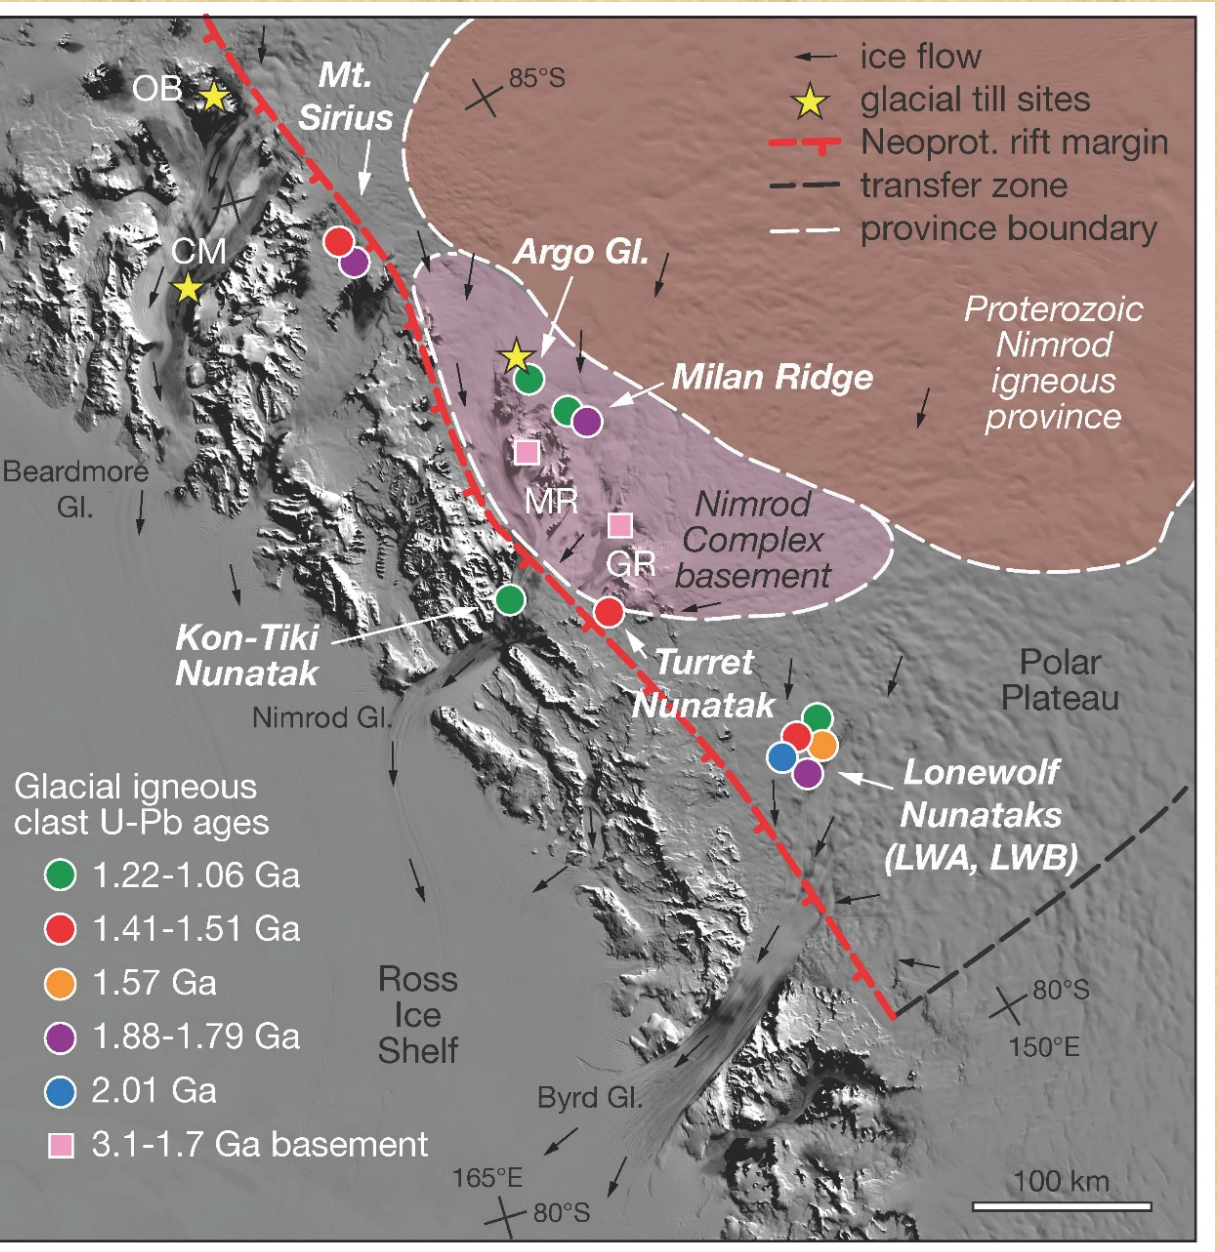 OB
Mt.
Sirius
85°S
ice flow
glacial till sites
Neoprot. rift margin
transfer zone
province boundary
CM
Argo Gl.
Proterozoic
Nimrod
igneous
province
Milan Ridge
Beardmore
Gl.
MR
Nimrod
Complex
basement
GR
Kon-Tiki
Nunatak
Turret
Nunatak
Polar
Plateau
Nimrod Gl.
Lonewolf
Nunataks
(LWA, LWB)
Glacial igneous
clast U-Pb ages
1.22-1.06 Ga
1.41-1.51 Ga
1.57 Ga
1.88-1.79 Ga
2.01 Ga
3.1-1.7 Ga basement
Ross
Ice
Shelf
80°S
150°E
Byrd Gl.
165°E
80°S
100 km